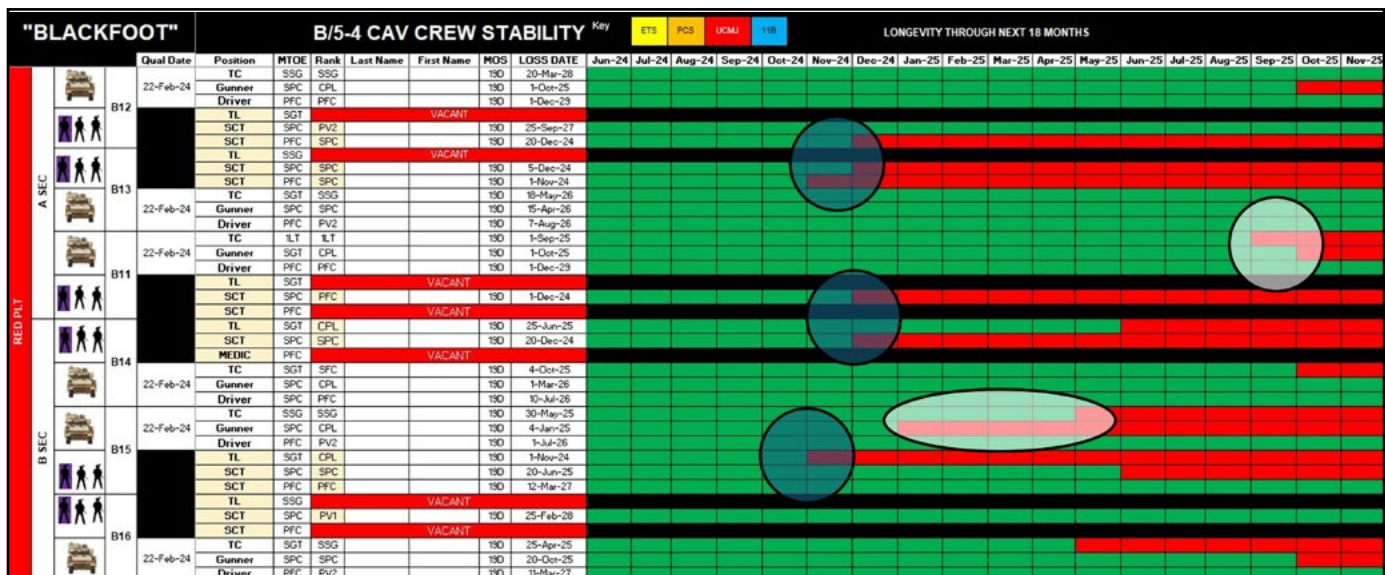 "BLACKFOOT" B/5-4 CAV CREW STABILITY Key ETS PCS UCMJ 11B LONGEVITY THROUGH NEXT 18 MONTHS
Qual Date Position MTOE Rank Last Name First Name MOS LOSS DATE Jun-24 Jul-24 Aug-24 Sep-24 Oct-24 Nov-24 Dec-24 Jan-25 Feb-25 Mar-25 Apr-25 May-25 Jun-25 Jul-25 Aug-25 Sep-25 Oct-25 Nov-25
RED PLT
A SEC
B12
22-Feb-24
TC SSG SSG 19D 20-Mar-28
Gunner SPC CPL 19D 1-Oct-25
Driver PFC PFC 19D 1-Dec-29
TL SGT VACANT
SCT SPC PV2 19D 25-Sep-27
SCT PFC SPC 19D 20-Dec-24
B13
TL SSG VACANT
SCT SPC SPC 19D 5-Dec-24
SCT PFC SPC 19D 1-Nov-24
22-Feb-24
TC SGT SSG 19D 18-May-26
Gunner SPC SPC 19D 15-Apr-26
Driver PFC PV2 19D 7-Aug-26
B11
22-Feb-24
TC 1LT 1LT 19D 1-Sep-25
Gunner SGT CPL 19D 1-Oct-25
Driver PFC PFC 19D 1-Dec-29
TL SGT VACANT
SCT SPC PFC 19D 1-Dec-24
SCT PFC VACANT
B SEC
B14
TL SGT CPL 19D 25-Jun-25
SCT SPC SPC 19D 20-Dec-24
MEDIC PFC VACANT
22-Feb-24
TC SGT SFC 19D 4-Oct-25
Gunner SPC CPL 19D 1-Mar-26
Driver SPC PFC 19D 10-Jul-26
B15
22-Feb-24
TC SSG SSG 19D 30-May-25
Gunner SPC CPL 19D 4-Jan-25
Driver PFC PV2 19D 1-Jul-26
TL SGT CPL 19D 1-Nov-24
SCT SPC SPC 19D 20-Jun-25
SCT PFC PFC 19D 12-Mar-27
B16
TL SSG VACANT
SCT SPC PV1 19D 25-Feb-28
SCT PFC VACANT
22-Feb-24
TC SGT SSG 19D 25-Apr-25
Gunner SPC SPC 19D 20-Oct-25
Driver PFC PV2 19D 11-Mar-27